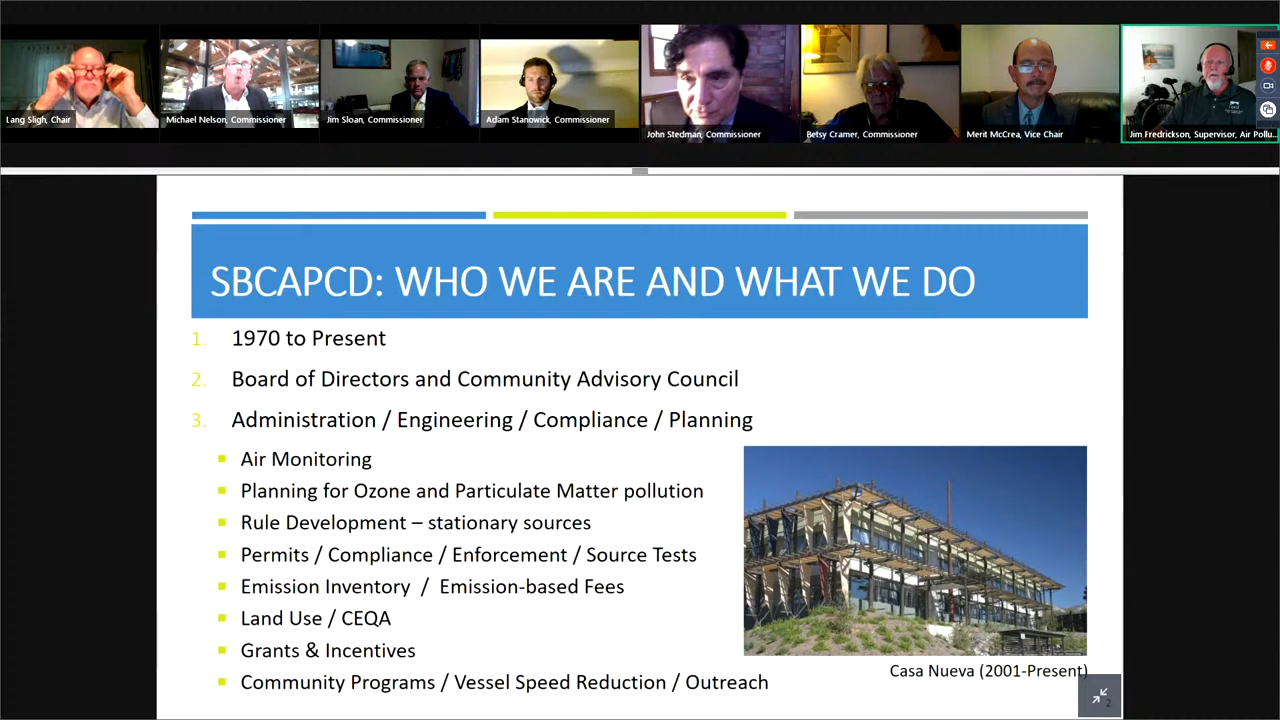 Lang Sligh, Chair
Michael Nelson, Commissioner
Jim Sloan, Commissioner
Adam Stanowick, Commissioner
John Stedman, Commissioner
Betsy Cramer, Commissioner
Merit McCrea, Vice Chair
Jim Fredrickson, Supervisor, Air Pollu...
SBCAPCD: WHO WE ARE AND WHAT WE DO
1. 1970 to Present
2. Board of Directors and Community Advisory Council
3. Administration / Engineering / Compliance / Planning
Air Monitoring
Planning for Ozone and Particulate Matter pollution
Rule Development – stationary sources
Permits / Compliance / Enforcement / Source Tests
Emission Inventory / Emission-based Fees
Land Use / CEQA
Grants & Incentives
Community Programs / Vessel Speed Reduction / Outreach
Casa Nueva (2001-Present)
2